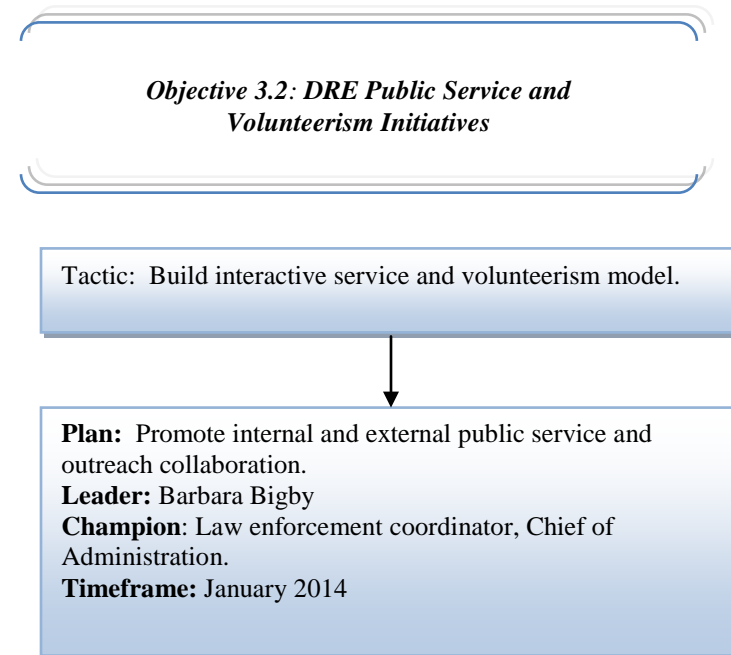 Objective 3.2: DRE Public Service and
Volunteerism Initiatives
Tactic:  Build interactive service and volunteerism model.
Plan:  Promote internal and external public service and
outreach collaboration.
Leader: Barbara Bigby
Champion: Law enforcement coordinator, Chief of
Administration.
Timeframe: January 2014